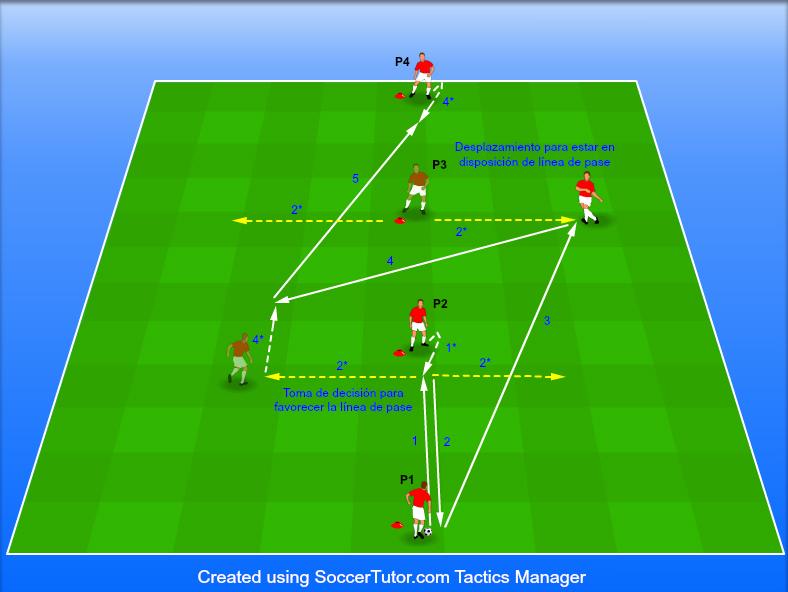 P4
4*
Desplazamiento para estar en
disposición de línea de pase
P3
5
2*
2*
4
P2
3
4*
1*
2*
2*
Toma de decisión para
favorecer la línea de pase
1
2
P1
Created using SoccerTutor.com Tactics Manager